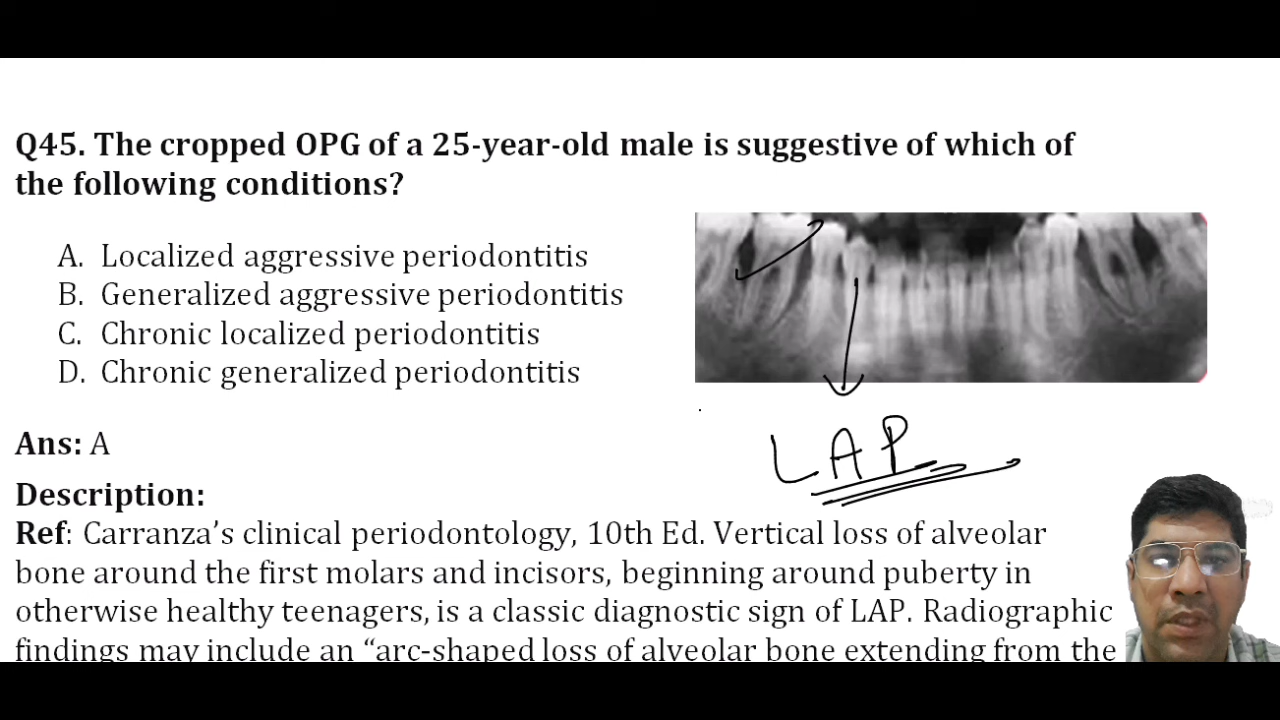 Q45. The cropped OPG of a 25-year-old male is suggestive of which of
the following conditions?
A. Localized aggressive periodontitis
B. Generalized aggressive periodontitis
C. Chronic localized periodontitis
D. Chronic generalized periodontitis
LAP
Ans: A
Description:
Ref: Carranza's clinical periodontology, 10th Ed. Vertical loss of alveolar
bone around the first molars and incisors, beginning around puberty in
otherwise healthy teenagers, is a classic diagnostic sign of LAP. Radiographic
findings may include an “arc-shaped loss of alveolar bone extending from the